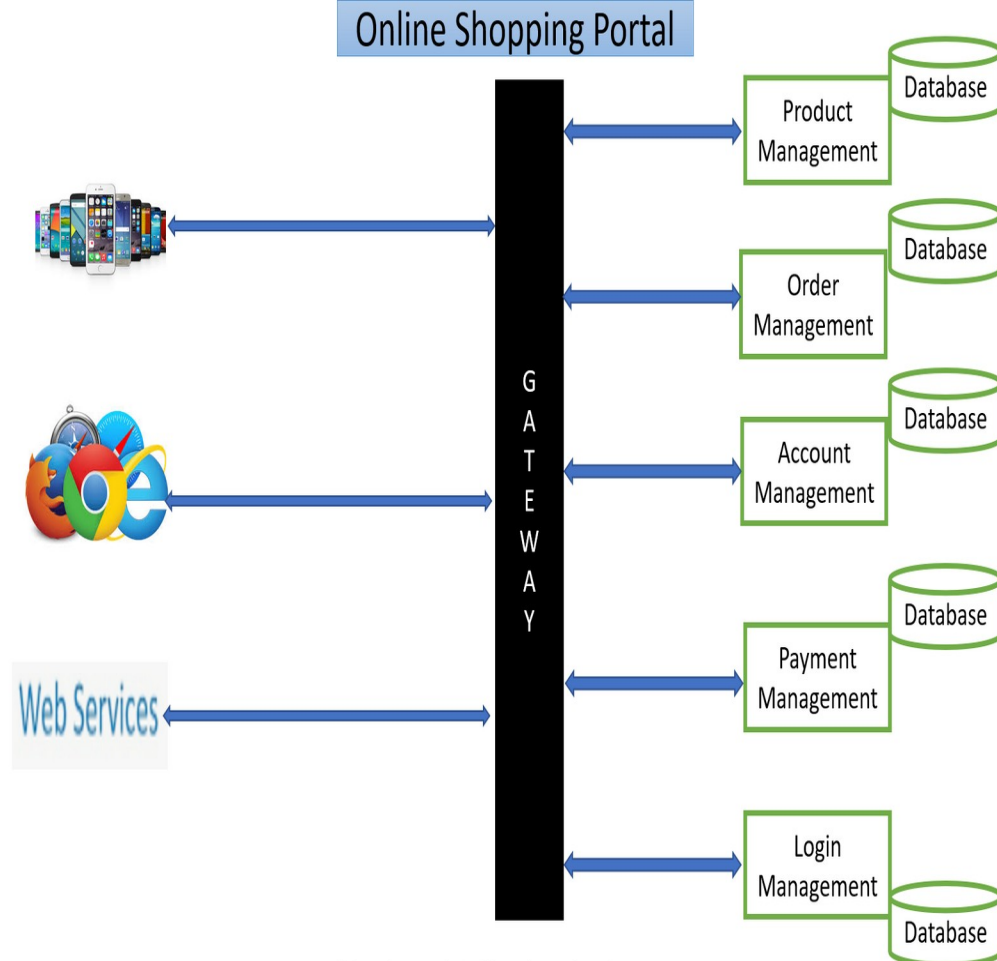 Online Shopping Portal
Database
Product
Management
Database
Order
Management
G
A
T
E
W
A
Y
Database
Account
Management
Database
Payment
Management
Web Services
Login
Management
Database